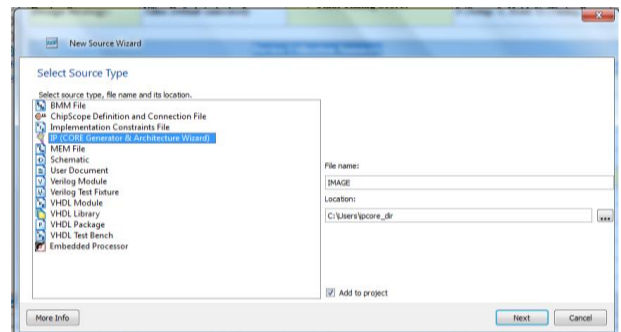 New Source Wizard
Select Source Type
Select source type, file name and its location.
BMM File
ChipScope Definition and Connection File
Implementation Constraints File
IP (CORE Generator & Architecture Wizard)
MEM File
Schematic
User Document
Verilog Module
Verilog Test Fixture
VHDL Module
VHDL Library
VHDL Package
VHDL Test Bench
Embedded Processor
File name:
IMAGE
Location:
C:\Users\ipcore_dir
...
Add to project
More Info
Next
Cancel